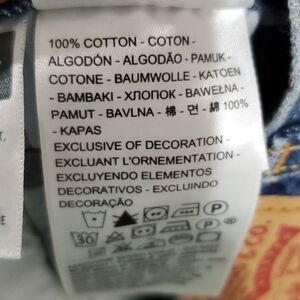 100% COTTON - COTON -
ALGODÓN - ALGODÃO - PAMUK -
COTONE - BAUMWOLLE - KATOEN
- BAMBAKI - ХЛОПОК - BAWEŁNA -
PAMUT - BAVLNA - 棉 - 면 - 綿 100%
- KAPAS
EXCLUSIVE OF DECORATION -
EXCLUANT L'ORNEMENTATION -
EXCLUYENDO ELEMENTOS
DECORATIVOS - EXCLUINDO
DECORAÇÃO
30